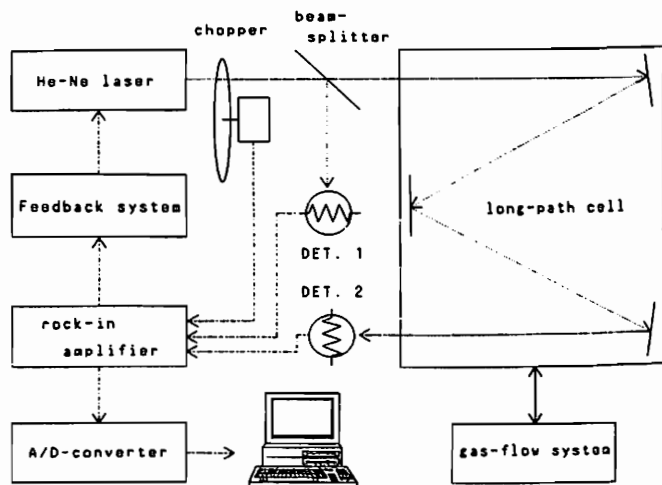 beam-
splitter
chopper
He-Ne laser
Feedback system
long-path cell
DET. 1
DET. 2
rock-in
amplifier
A/D-converter
gas-flow system